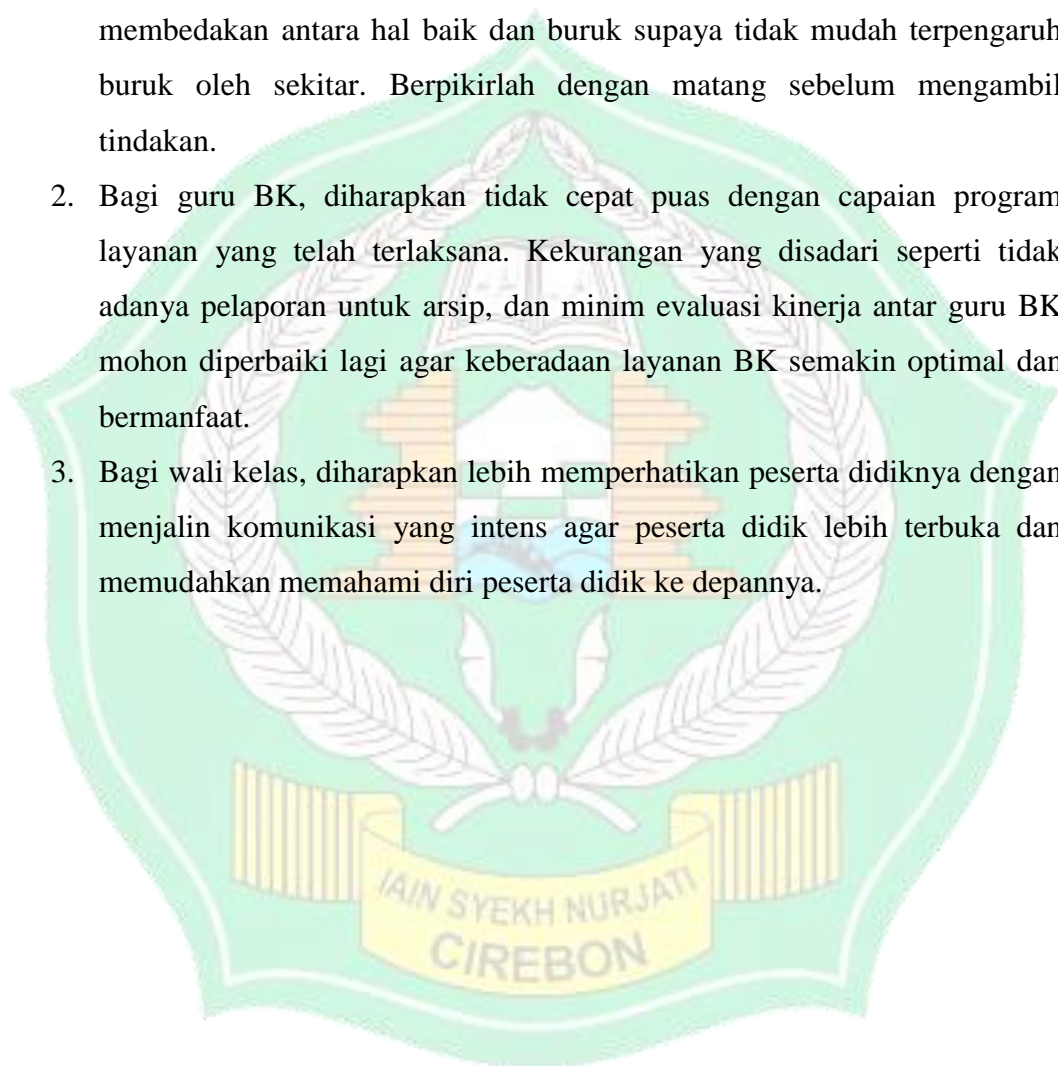 membedakan antara hal baik dan buruk supaya tidak mudah terpengaruh
buruk oleh sekitar. Berpikirlah dengan matang sebelum mengambil
tindakan.
2. Bagi guru BK, diharapkan tidak cepat puas dengan capaian program
layanan yang telah terlaksana. Kekurangan yang disadari seperti tidak
adanya pelaporan untuk arsip, dan minim evaluasi kinerja antar guru BK
mohon diperbaiki lagi agar keberadaan layanan BK semakin optimal dan
bermanfaat.
3. Bagi wali kelas, diharapkan lebih memperhatikan peserta didiknya dengan
menjalin komunikasi yang intens agar peserta didik lebih terbuka dan
memudahkan memahami diri peserta didik ke depannya.
IAIN SYEKH NURJATI
CIREBON